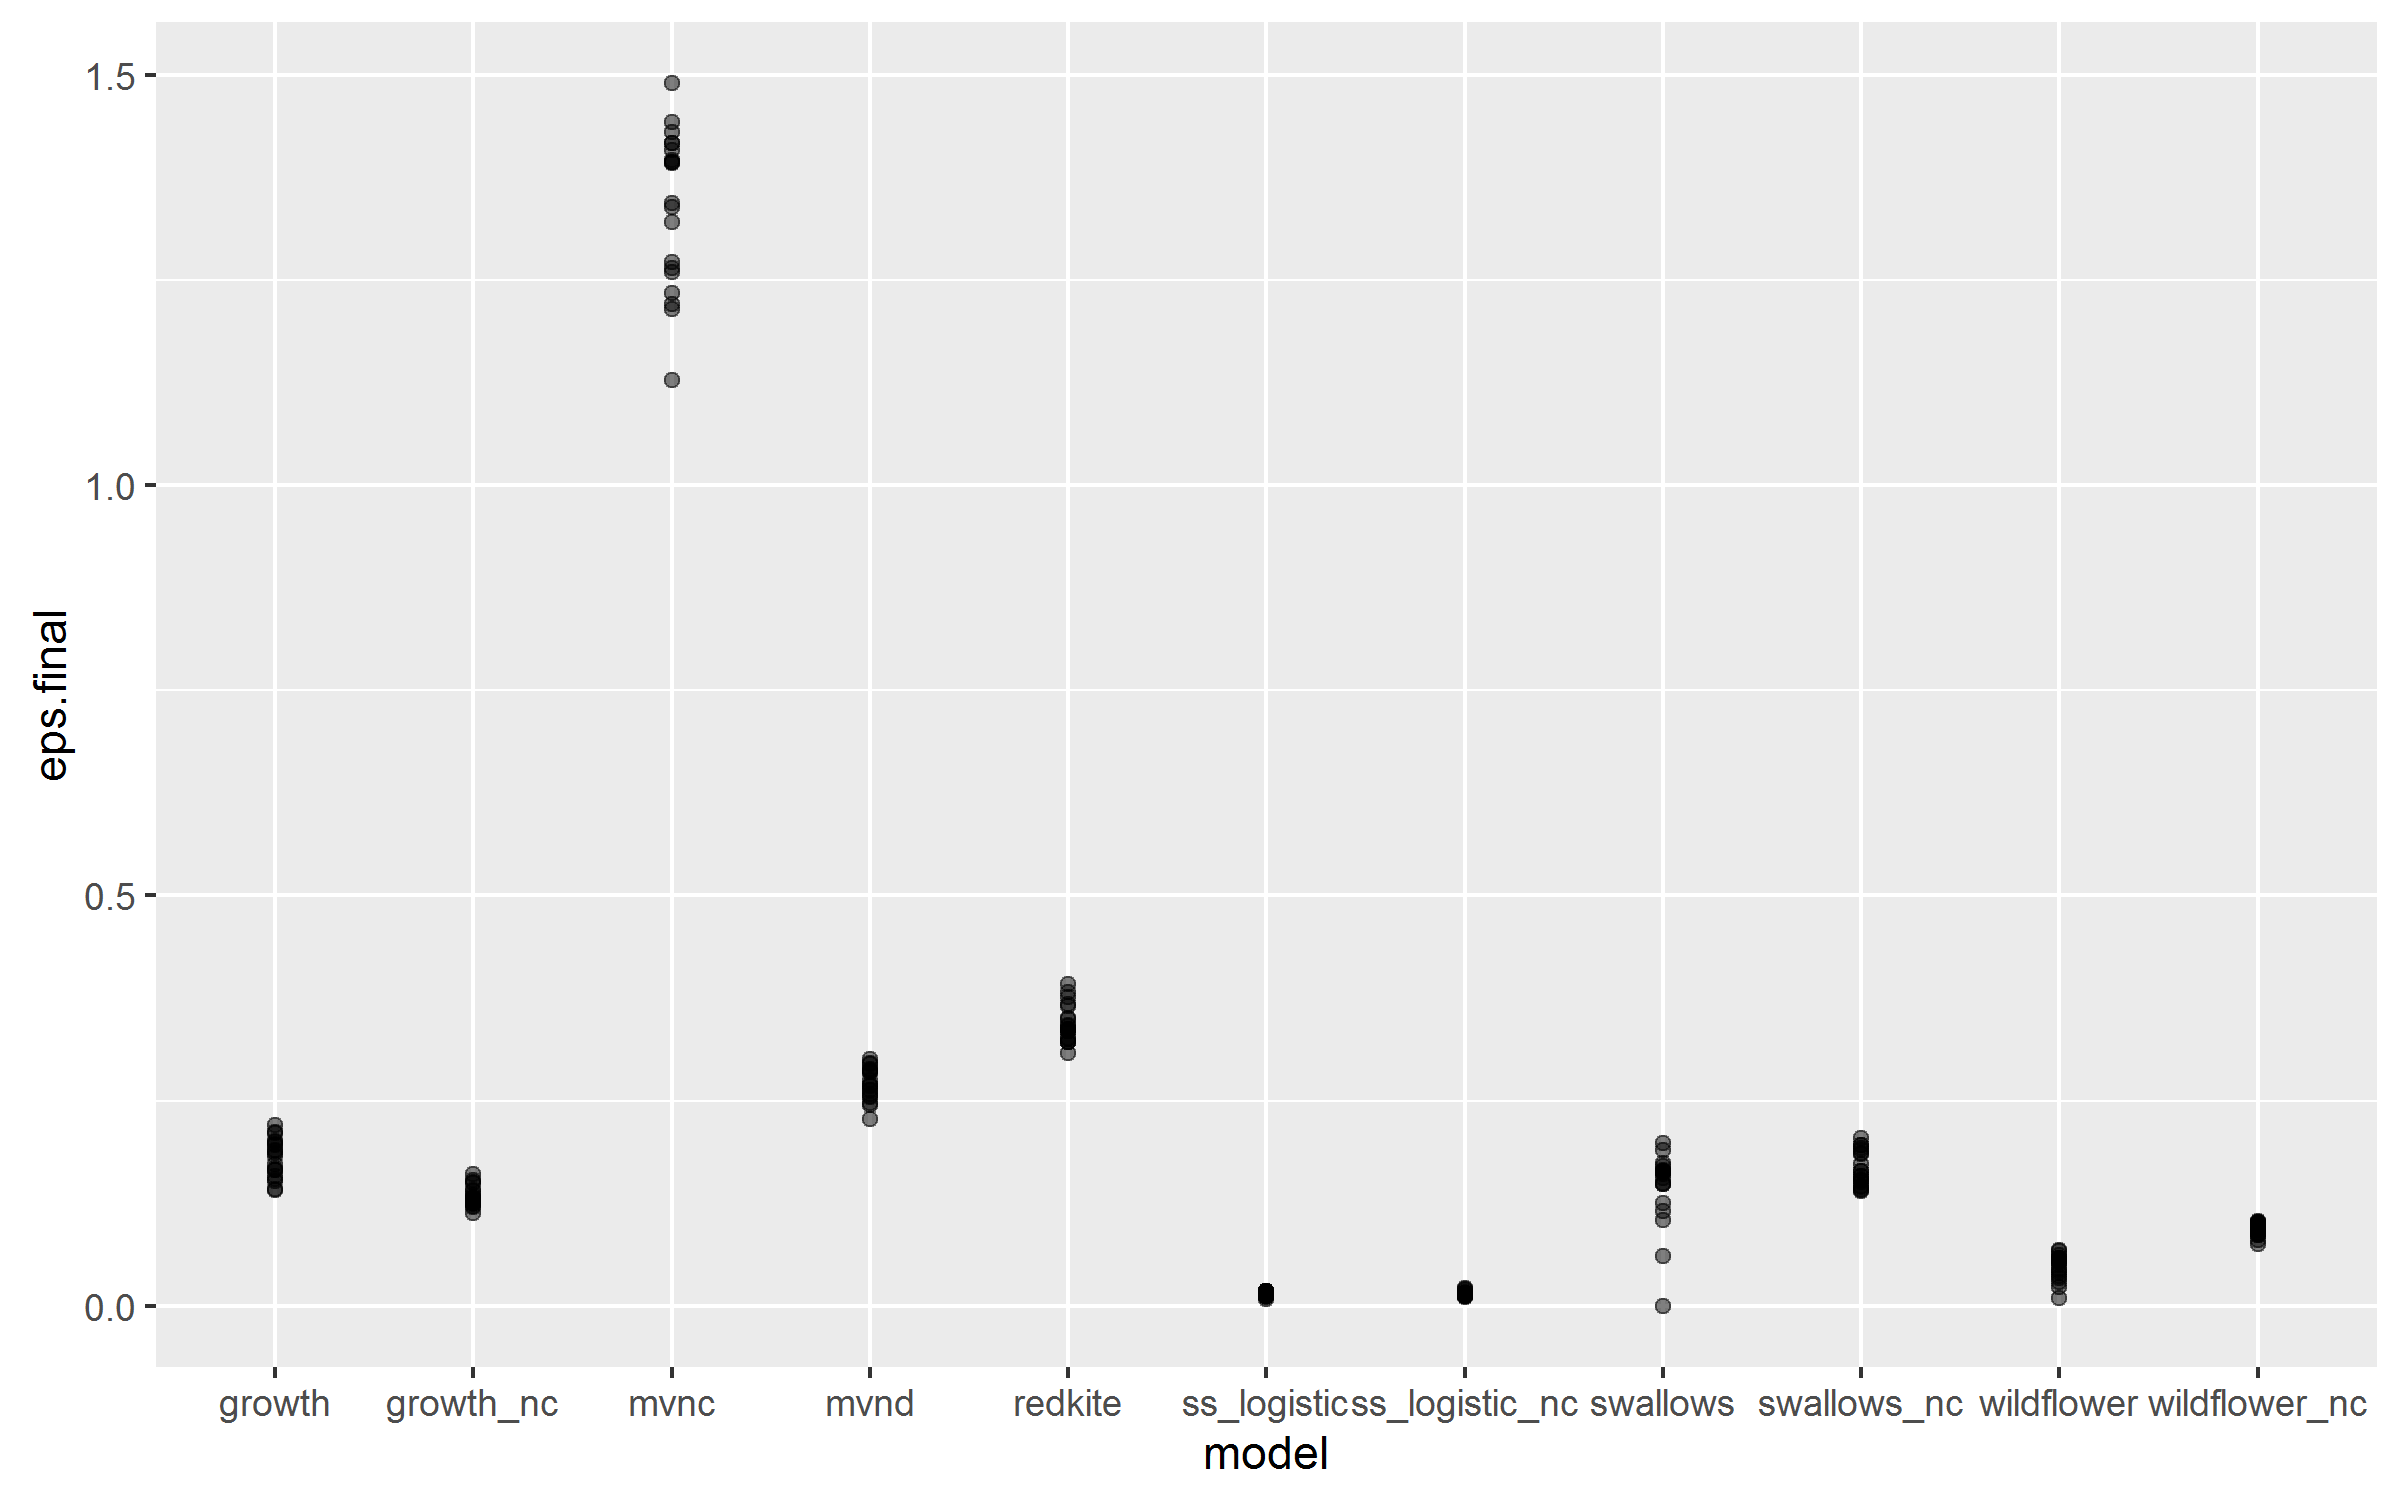 eps.final
1.5
1.0
0.5
0.0
growth growth_nc mvnc mvnd redkite ss_logistic ss_logistic_nc swallows swallows_nc wildflower wildflower_nc
model